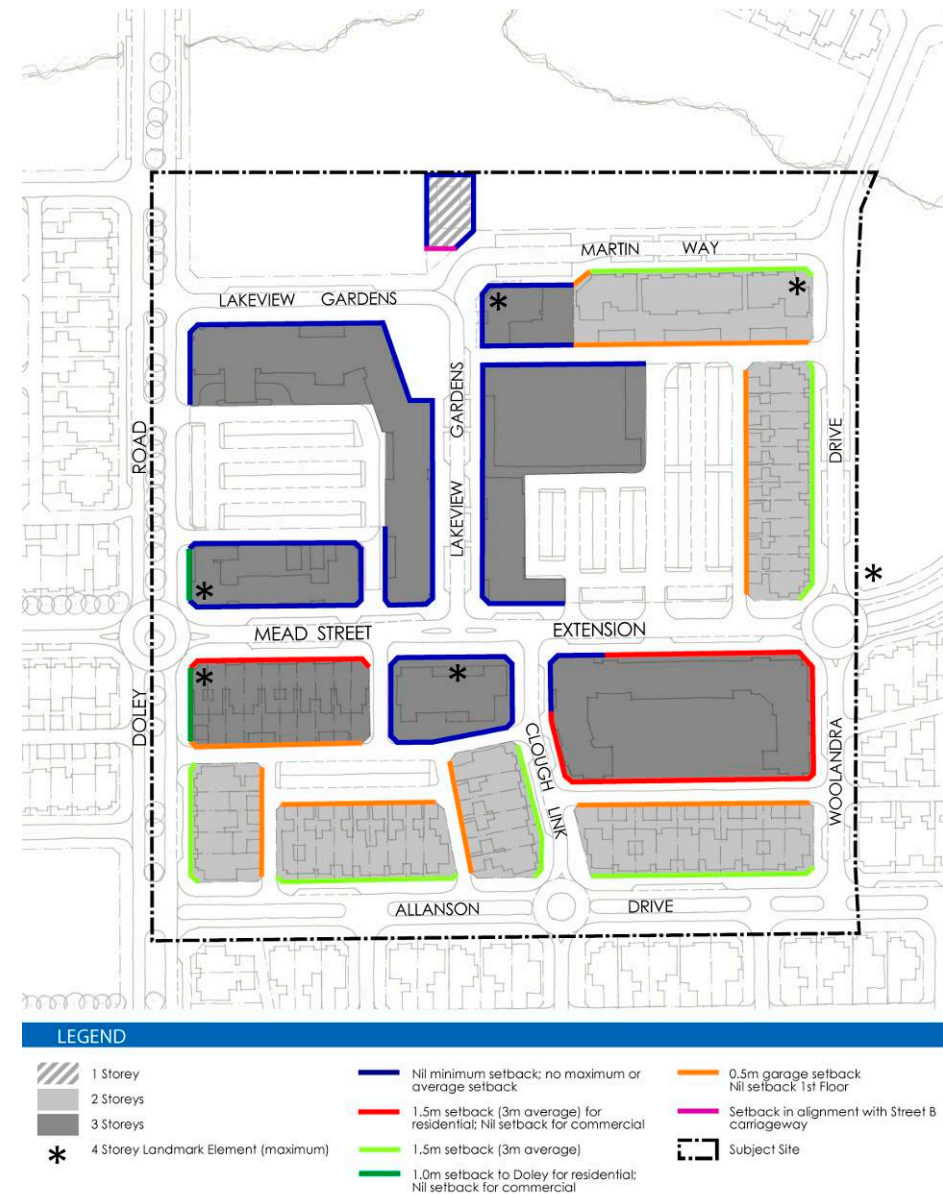 MARTIN WAY
LAKEVIEW GARDENS
*
*
LAKEVIEW GARDENS
ROAD
DRIVE
*
*
MEAD STREET EXTENSION
*
*
DOLEY
CLOUGH LINK
WOOLANDRA
ALLANSON DRIVE
LEGEND
1 Storey
2 Storeys
3 Storeys
* 4 Storey Landmark Element (maximum)
Nil minimum setback; no maximum or
average setback
1.5m setback (3m average) for
residential; Nil setback for commercial
1.5m setback (3m average)
1.0m setback to Doley for residential;
Nil setback for commercial
0.5m garage setback
Nil setback 1st Floor
Setback in alignment with Street B
carriageway
Subject Site